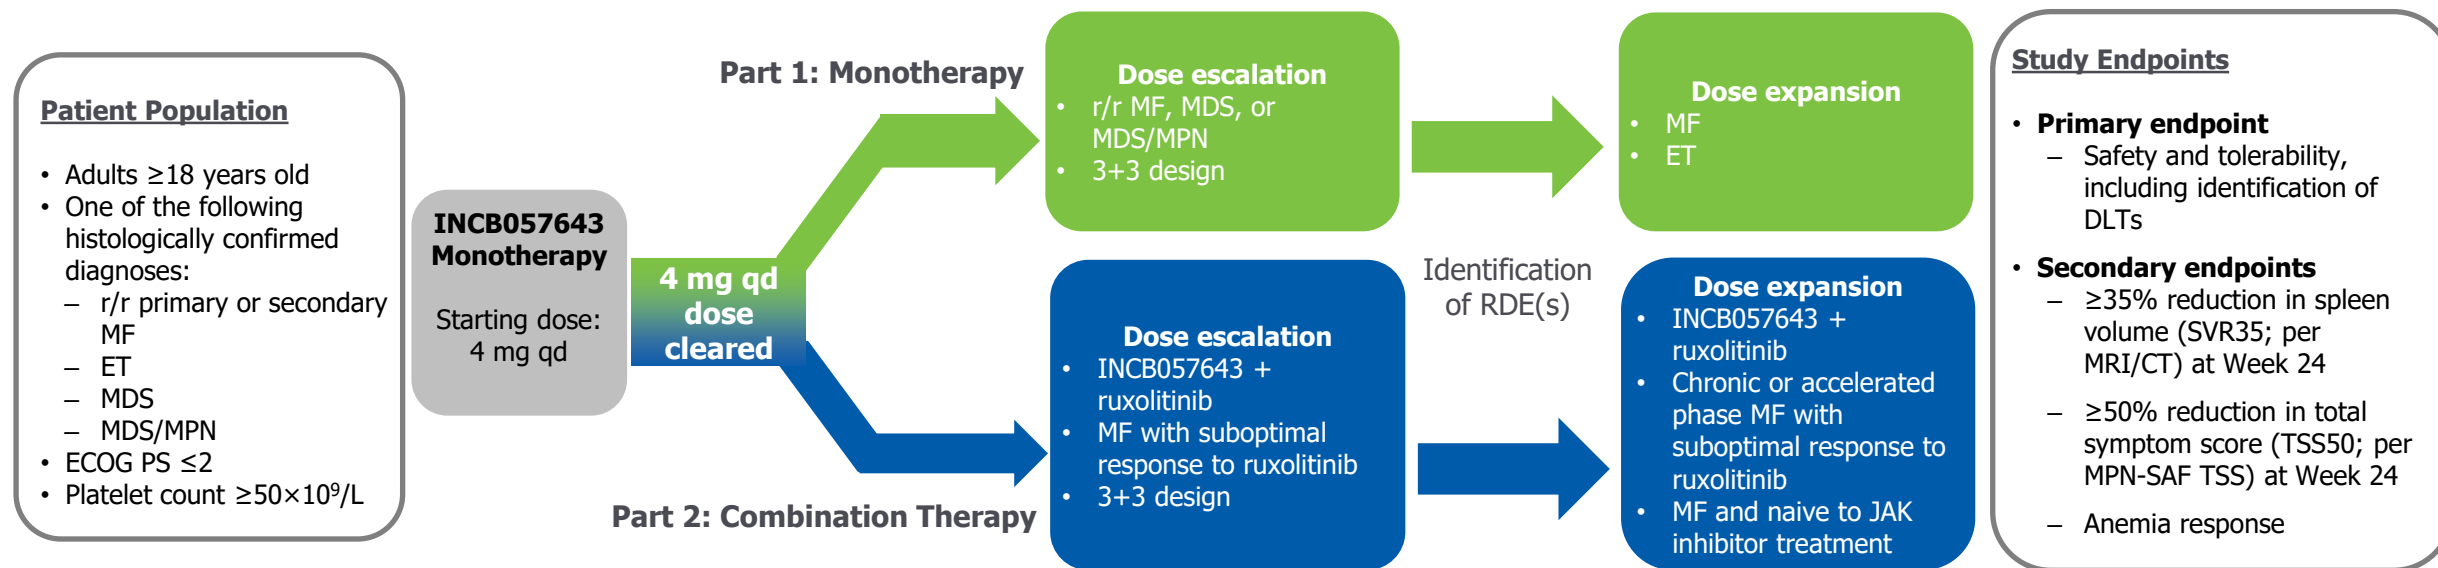 Patient Population
• Adults ≥18 years old
• One of the following
histologically confirmed
diagnoses:
– r/r primary or secondary
MF
– ET
– MDS
– MDS/MPN
• ECOG PS ≤2
• Platelet count ≥50×10⁹/L
INCB057643
Monotherapy
Starting dose:
4 mg qd
4 mg qd
dose
cleared
Part 1: Monotherapy
Dose escalation
• r/r MF, MDS, or
MDS/MPN
• 3+3 design
Dose expansion
• MF
• ET
Part 2: Combination Therapy
Dose escalation
• INCB057643 +
ruxolitinib
• MF with suboptimal
response to ruxolitinib
• 3+3 design
Identification
of RDE(s)
Dose expansion
• INCB057643 +
ruxolitinib
• Chronic or accelerated
phase MF with
suboptimal response to
ruxolitinib
• MF and naive to JAK
inhibitor treatment
Study Endpoints
• Primary endpoint
– Safety and tolerability,
including identification of
DLTs
• Secondary endpoints
– ≥35% reduction in spleen
volume (SVR35; per
MRI/CT) at Week 24
– ≥50% reduction in total
symptom score (TSS50; per
MPN-SAF TSS) at Week 24
– Anemia response